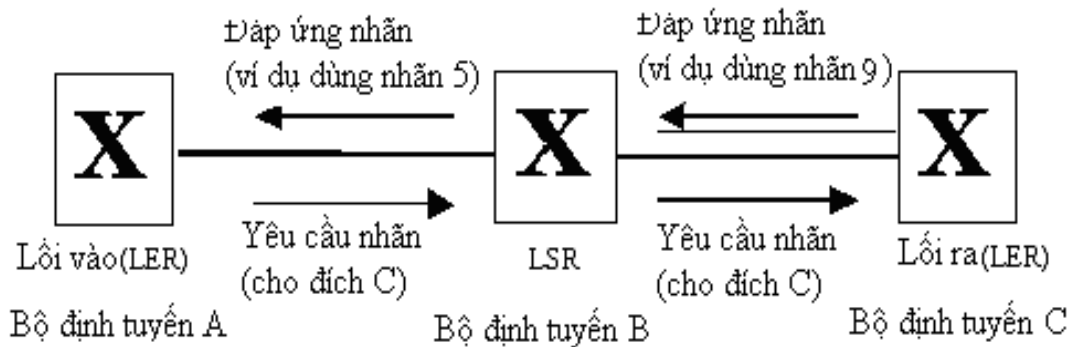 Đáp ứng nhãn
(ví dụ dùng nhãn 5)
Đáp ứng nhãn
(ví dụ dùng nhãn 9)
X
X
X
Yêu cầu nhãn
(cho đích C)
Yêu cầu nhãn
(cho đích C)
Lối vào(LER)
LSR
Lối ra(LER)
Bộ định tuyến A
Bộ định tuyến B
Bộ định tuyến C